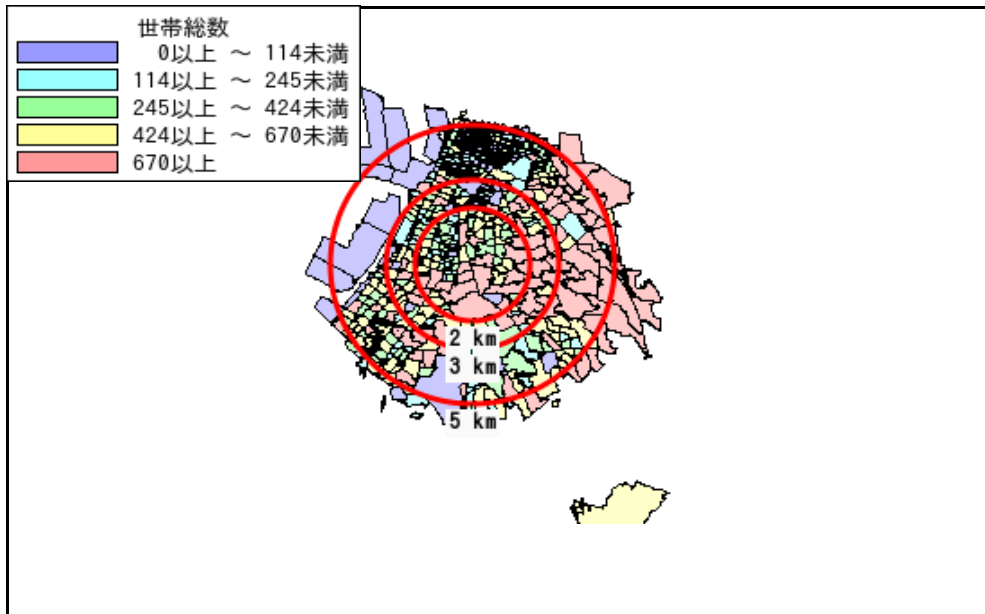 世帯総数
0以上 ～ 114未満
114以上 ～ 245未満
245以上 ～ 424未満
424以上 ～ 670未満
670以上
2 km
3 km
5 km